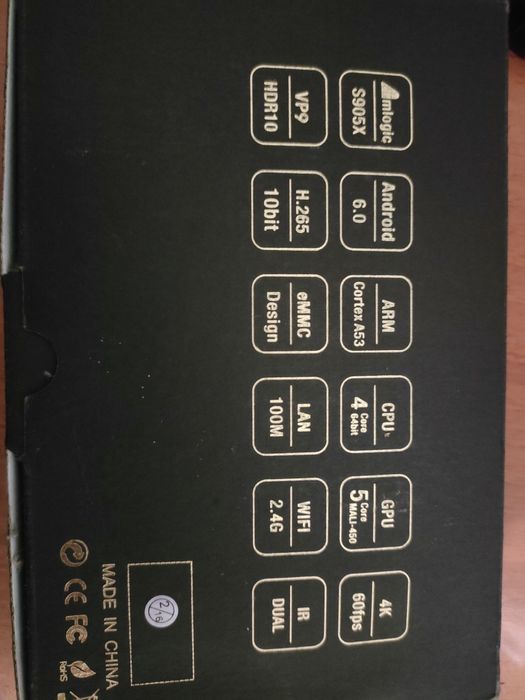 Amlogic
S905X
Android
6.0
ARM
Cortex A53
CPU
4 Core 64bit
GPU
5 Core MALI-450
4K
60fps
VP9
HDR10
H.265
10bit
eMMC
Design
LAN
100M
WIFI
2.4G
IR
DUAL
2/16
MADE IN CHINA
CE FC RoHS